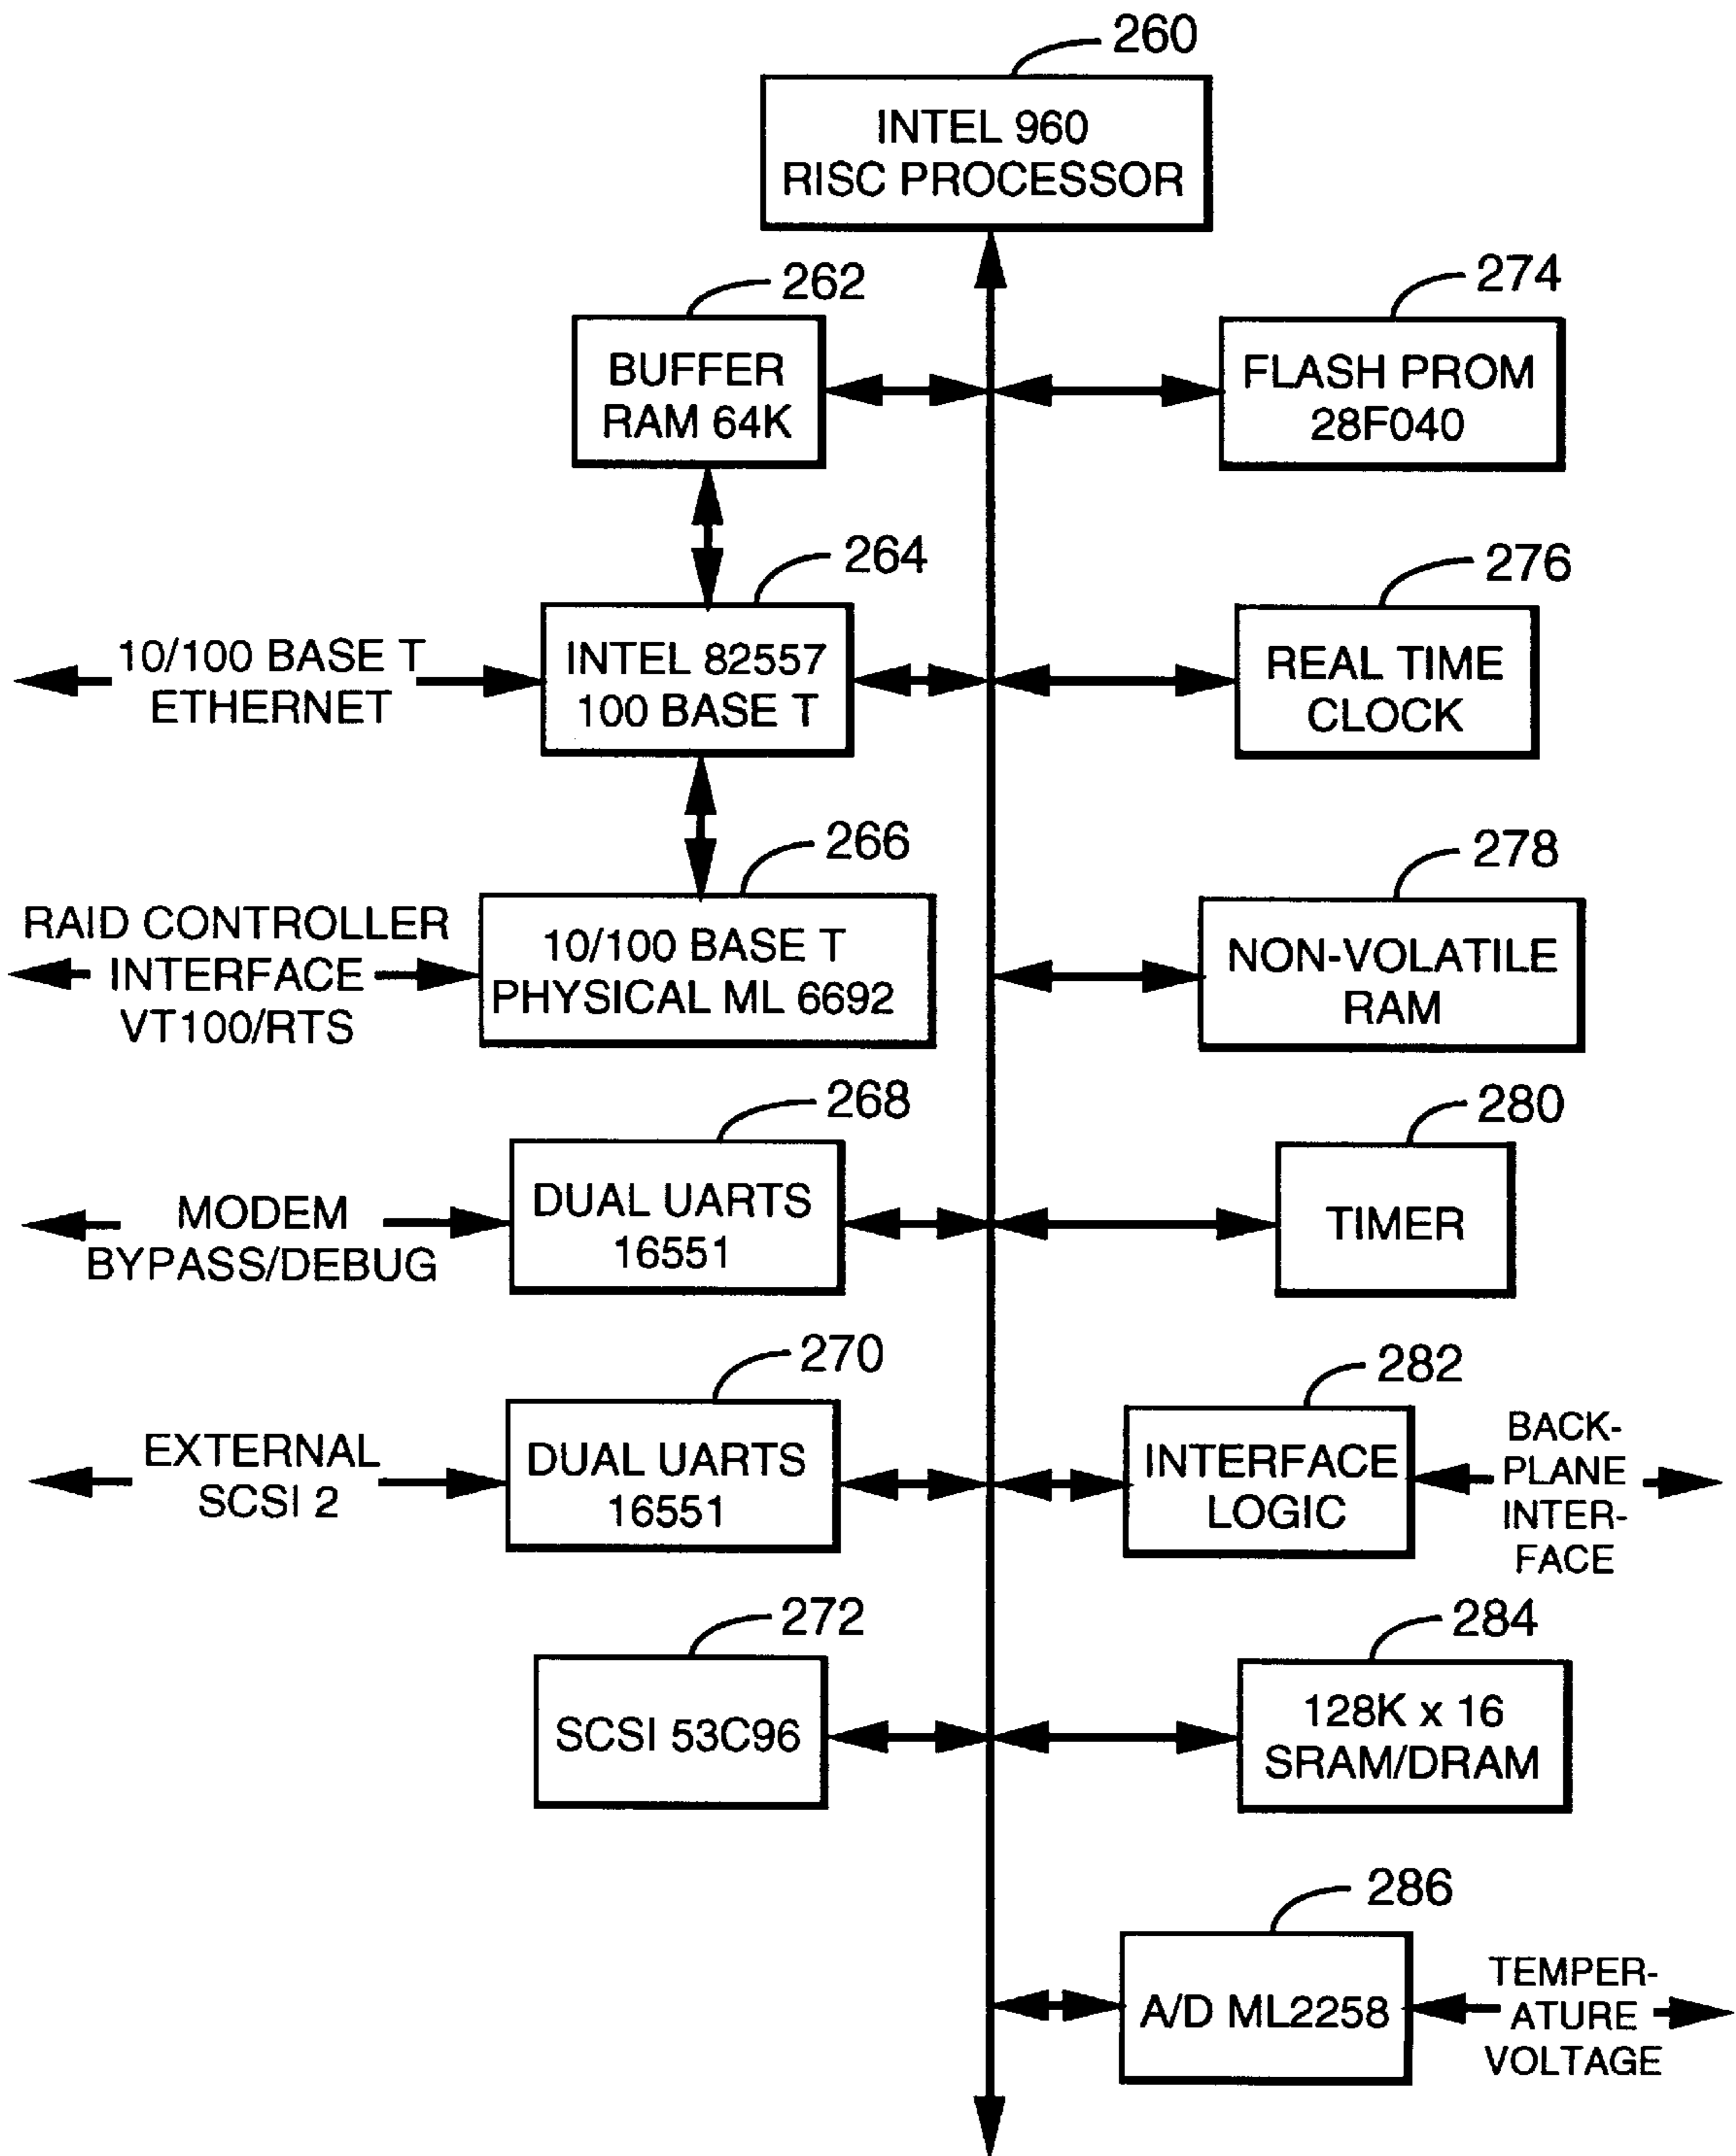 260
INTEL 960
RISC PROCESSOR
262
BUFFER
RAM 64K
274
FLASH PROM
28F040
264
10/100 BASE T
ETHERNET
INTEL 82557
100 BASE T
276
REAL TIME
CLOCK
266
RAID CONTROLLER
INTERFACE
VT100/RTS
10/100 BASE T
PHYSICAL ML 6692
278
NON-VOLATILE
RAM
268
MODEM
BYPASS/DEBUG
DUAL UARTS
16551
280
TIMER
270
EXTERNAL
SCSI 2
DUAL UARTS
16551
282
INTERFACE
LOGIC
BACK-
PLANE
INTER-
FACE
272
SCSI 53C96
284
128K x 16
SRAM/DRAM
286
A/D ML2258
TEMPER-
ATURE
VOLTAGE